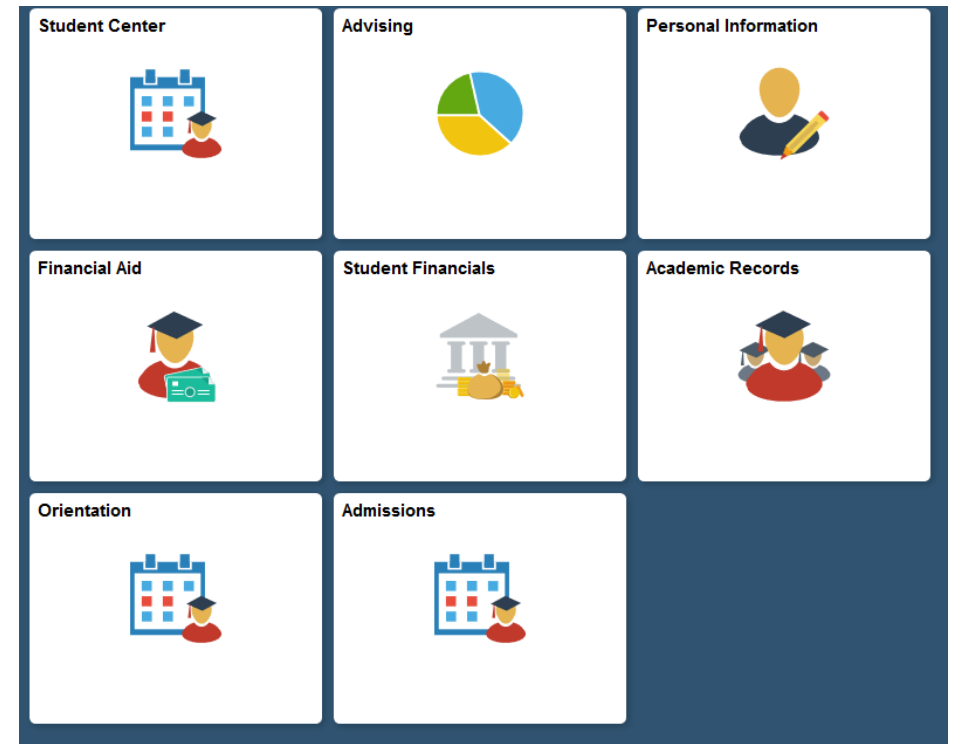 Student Center
Advising
Personal Information
Financial Aid
Student Financials
Academic Records
Orientation
Admissions